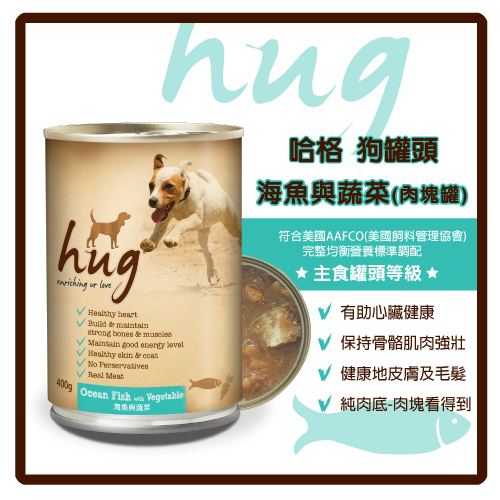 hug
哈格 狗罐頭
海魚與蔬菜(肉塊罐)
符合美國AAFCO(美國飼料管理協會)
完整均衡營養標準調配
★ 主食罐頭等級 ★
✓ 有助心臟健康
✓ 保持骨骼肌肉強壯
✓ 健康地皮膚及毛髮
✓ 純肉底-肉塊看得到
hug
enriching ur love
✓ Healthy heart
✓ Build & maintain
strong bones & muscles
✓ Maintain good energy level
✓ Healthy skin & coat
✓ No Perservatives
✓ Real Meat
400g
Ocean Fish with Vegetable
海魚與蔬菜